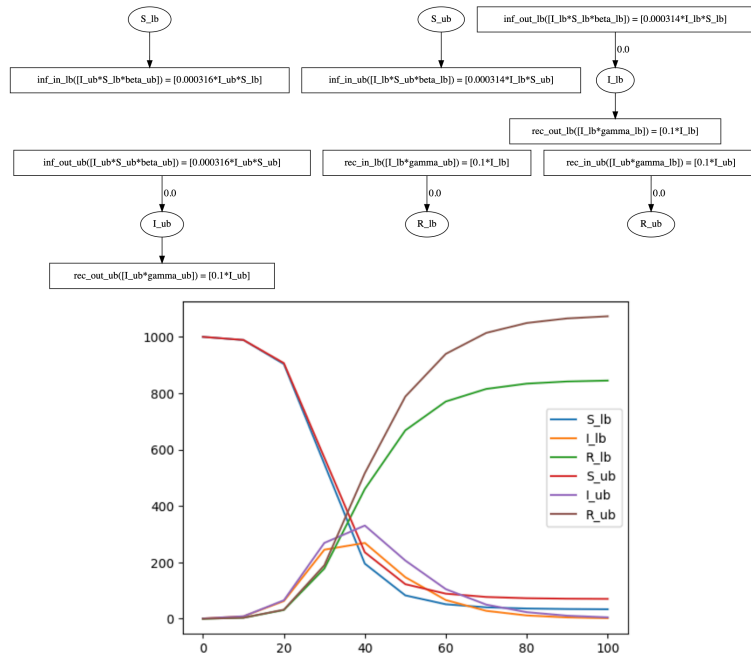 S_lb
S_ub
inf_out_lb([I_lb*S_lb*beta_lb]) = [0.000314*I_lb*S_lb]
0.0
inf_in_lb([I_ub*S_lb*beta_ub]) = [0.000316*I_ub*S_lb]
inf_in_ub([I_lb*S_ub*beta_lb]) = [0.000314*I_lb*S_ub]
I_lb
rec_out_lb([I_lb*gamma_lb]) = [0.1*I_lb]
inf_out_ub([I_ub*S_ub*beta_ub]) = [0.000316*I_ub*S_ub]
rec_in_lb([I_lb*gamma_ub]) = [0.1*I_lb]
rec_in_ub([I_ub*gamma_lb]) = [0.1*I_ub]
0.0
0.0
0.0
I_ub
R_lb
R_ub
rec_out_ub([I_ub*gamma_ub]) = [0.1*I_ub]
1000
800
600
400
200
0
S_lb
I_lb
R_lb
S_ub
I_ub
R_ub
0
20
40
60
80
100